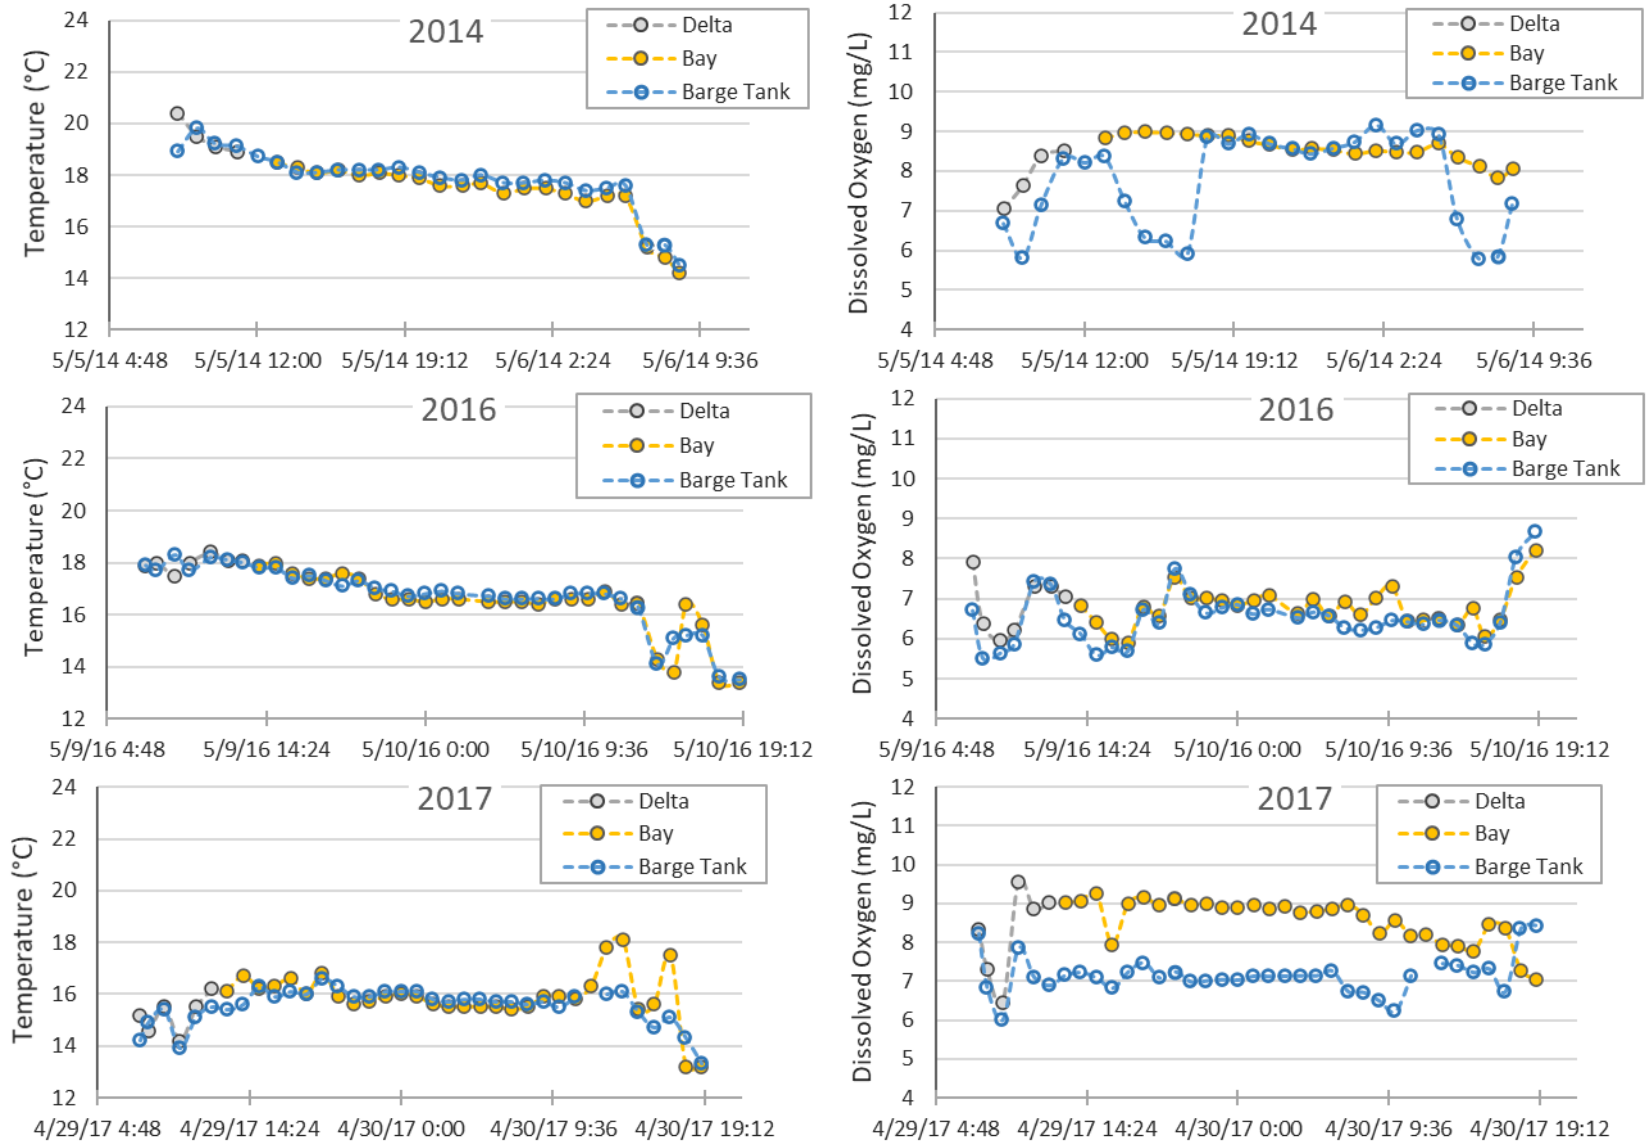 2014
Delta
Bay
Barge Tank
Temperature (°C)
24
22
20
18
16
14
12
5/5/14 4:48 5/5/14 12:00 5/5/14 19:12 5/6/14 2:24 5/6/14 9:36
2014
Delta
Bay
Barge Tank
Dissolved Oxygen (mg/L)
12
11
10
9
8
7
6
5
4
5/5/14 4:48 5/5/14 12:00 5/5/14 19:12 5/6/14 2:24 5/6/14 9:36
2016
Delta
Bay
Barge Tank
Temperature (°C)
24
22
20
18
16
14
12
5/9/16 4:48 5/9/16 14:24 5/10/16 0:00 5/10/16 9:36 5/10/16 19:12
2016
Delta
Bay
Barge Tank
Dissolved Oxygen (mg/L)
12
11
10
9
8
7
6
5
4
5/9/16 4:48 5/9/16 14:24 5/10/16 0:00 5/10/16 9:36 5/10/16 19:12
2017
Delta
Bay
Barge Tank
Temperature (°C)
24
22
20
18
16
14
12
4/29/17 4:48 4/29/17 14:24 4/30/17 0:00 4/30/17 9:36 4/30/17 19:12
2017
Delta
Bay
Barge Tank
Dissolved Oxygen (mg/L)
12
11
10
9
8
7
6
5
4
4/29/17 4:48 4/29/17 14:24 4/30/17 0:00 4/30/17 9:36 4/30/17 19:12